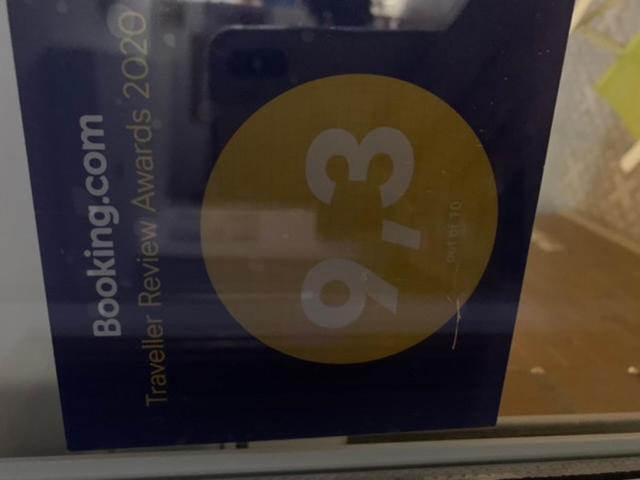 Booking.com
Traveller Review Awards 2020
9,3
out of 10